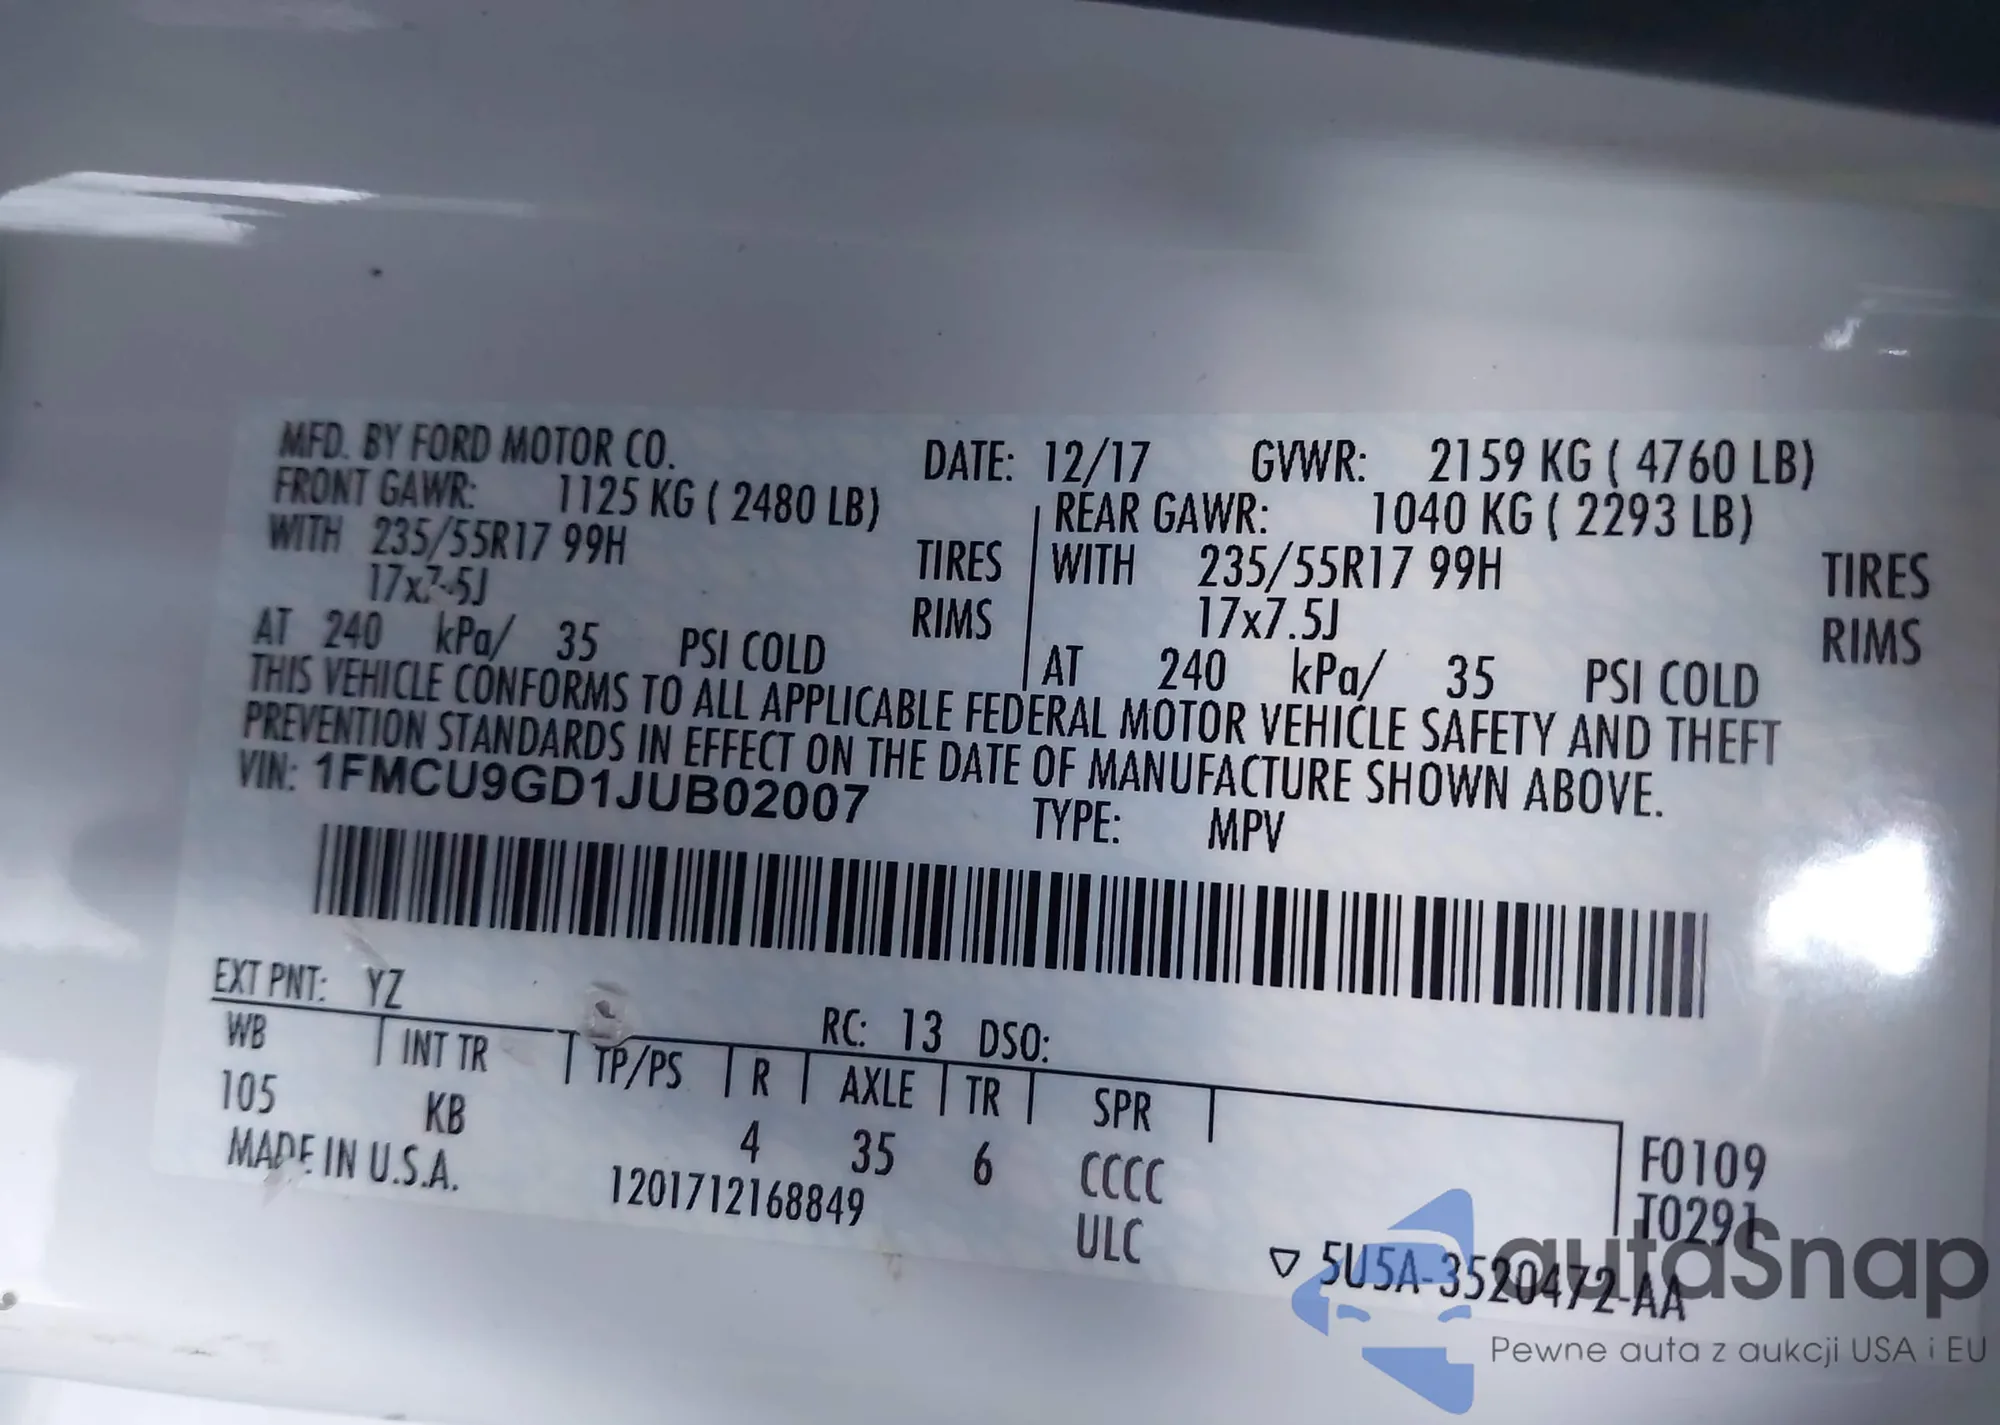 MFD. BY FORD MOTOR CO. DATE: 12/17 GVWR: 2159 KG ( 4760 LB)
FRONT GAWR: 1125 KG ( 2480 LB) REAR GAWR: 1040 KG ( 2293 LB)
WITH 235/55R17 99H TIRES WITH 235/55R17 99H TIRES
17x7.5J RIMS 17x7.5J RIMS
AT 240 kPa/ 35 PSI COLD AT 240 kPa/ 35 PSI COLD
THIS VEHICLE CONFORMS TO ALL APPLICABLE FEDERAL MOTOR VEHICLE SAFETY AND THEFT
PREVENTION STANDARDS IN EFFECT ON THE DATE OF MANUFACTURE SHOWN ABOVE.
VIN: 1FMCU9GD1JUB02007 TYPE: MPV
EXT PNT: YZ RC: 13 DSO:
WB INT TR TP/PS R AXLE TR SPR
105 KB 4 35 6 CCCC F0109
MADE IN U.S.A. 1201712168849 ULC T0291
▽ 5U5A-3520472-AA
autaSnap
Pewne auta z aukcji USA i EU